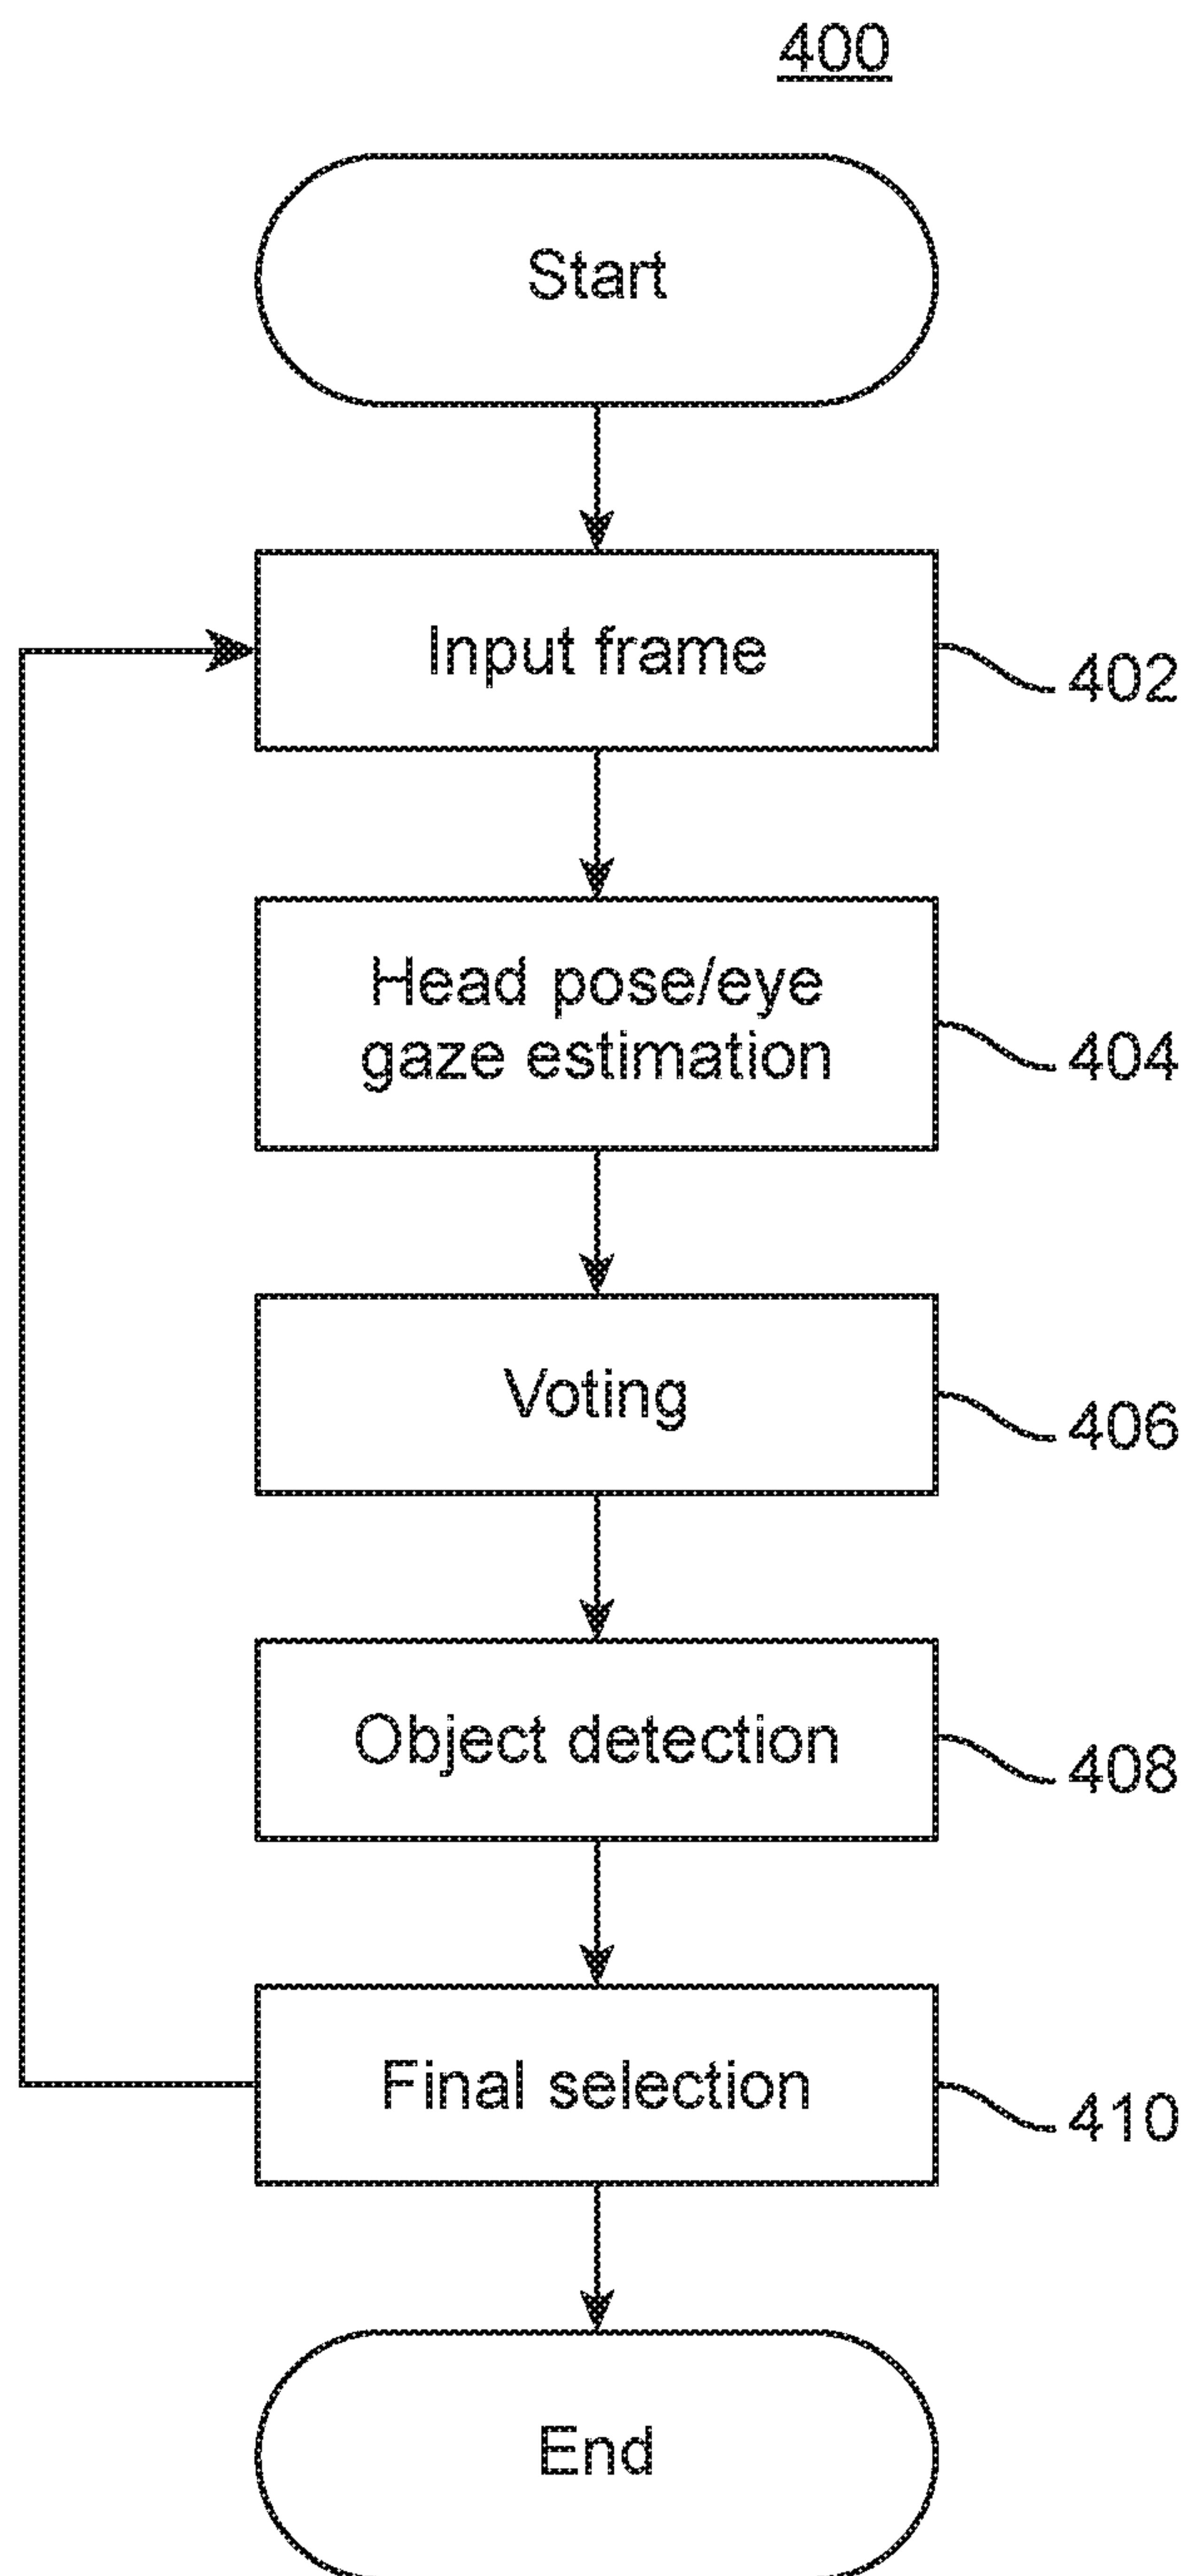 400
Start
Input frame
402
Head pose/eye
gaze estimation
404
Voting
406
Object detection
408
Final selection
410
End